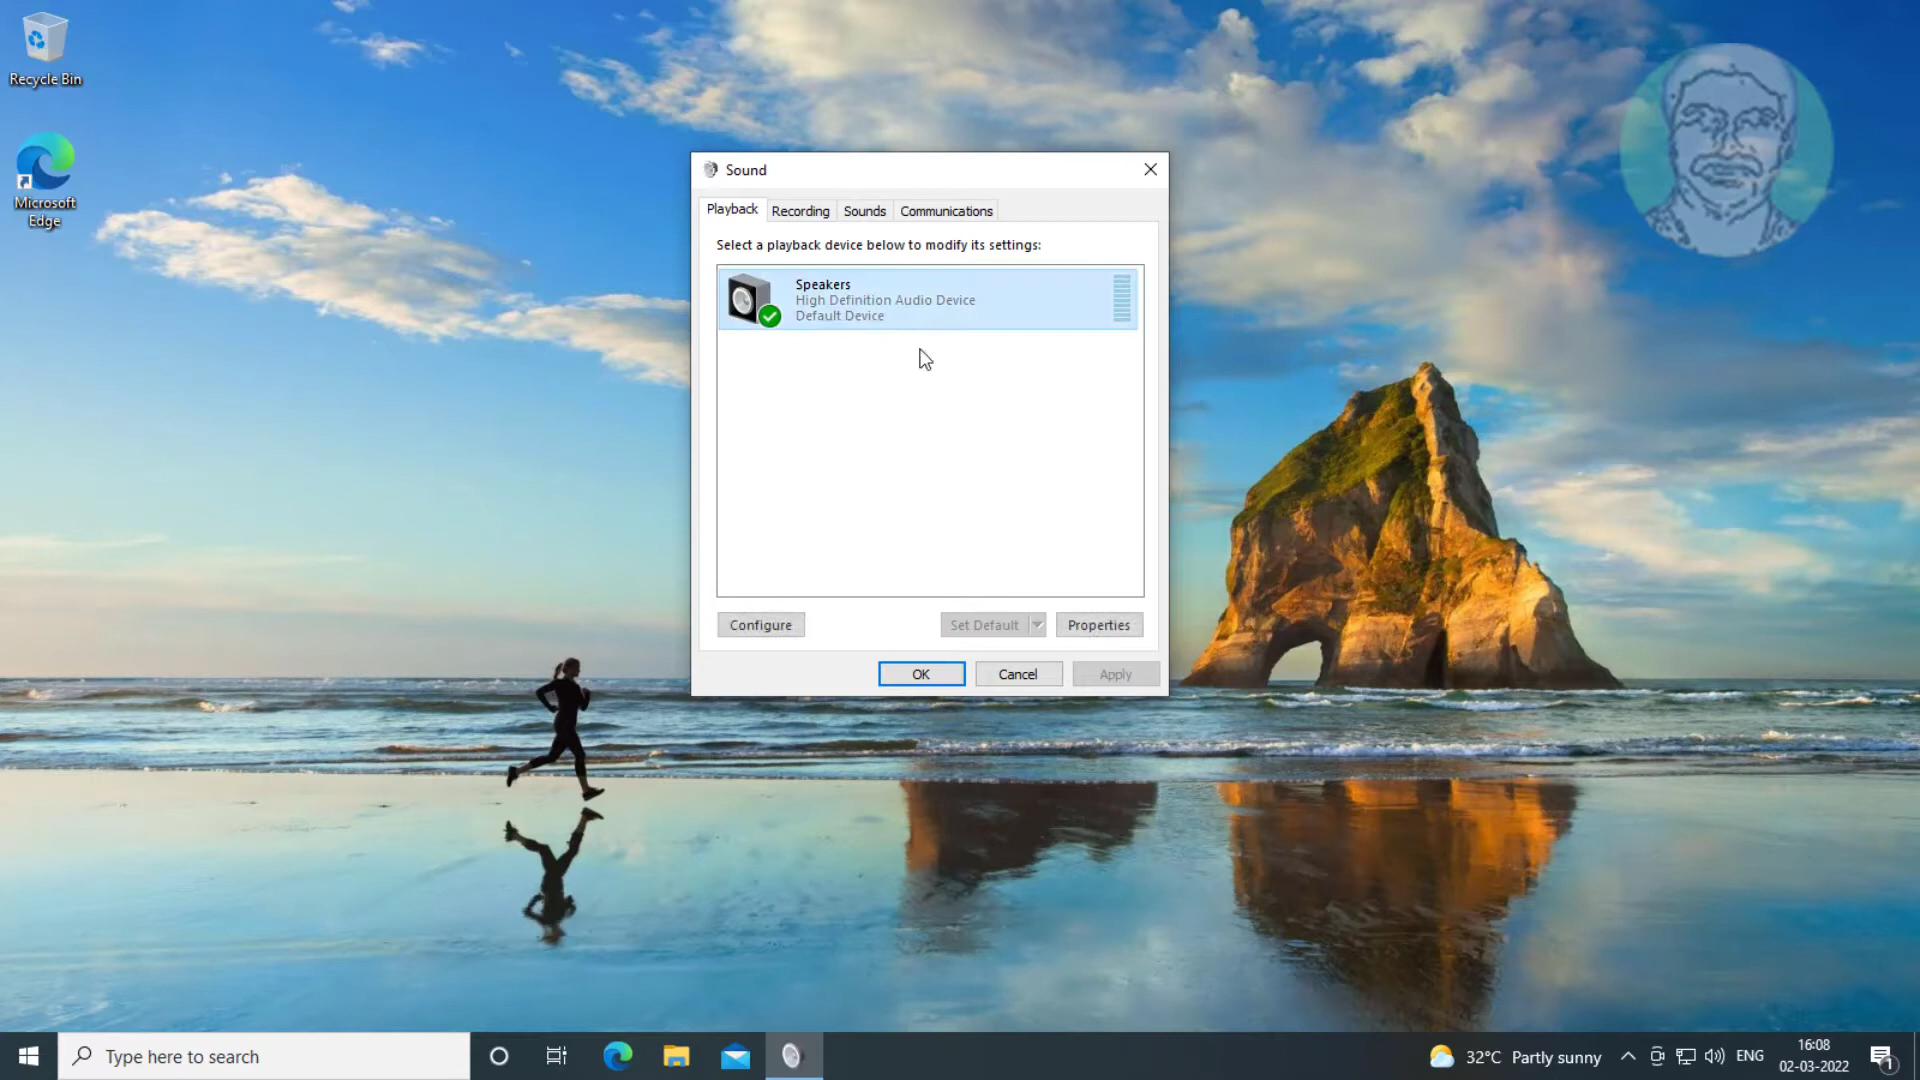 Recycle Bin
Microsoft
Edge
Sound
Playback
Recording
Sounds
Communications
Select a playback device below to modify its settings:
Speakers
High Definition Audio Device
Default Device
Configure
Set Default
Properties
OK
Cancel
Apply
Type here to search
32°C Partly sunny
ENG
16:08
02-03-2022
1